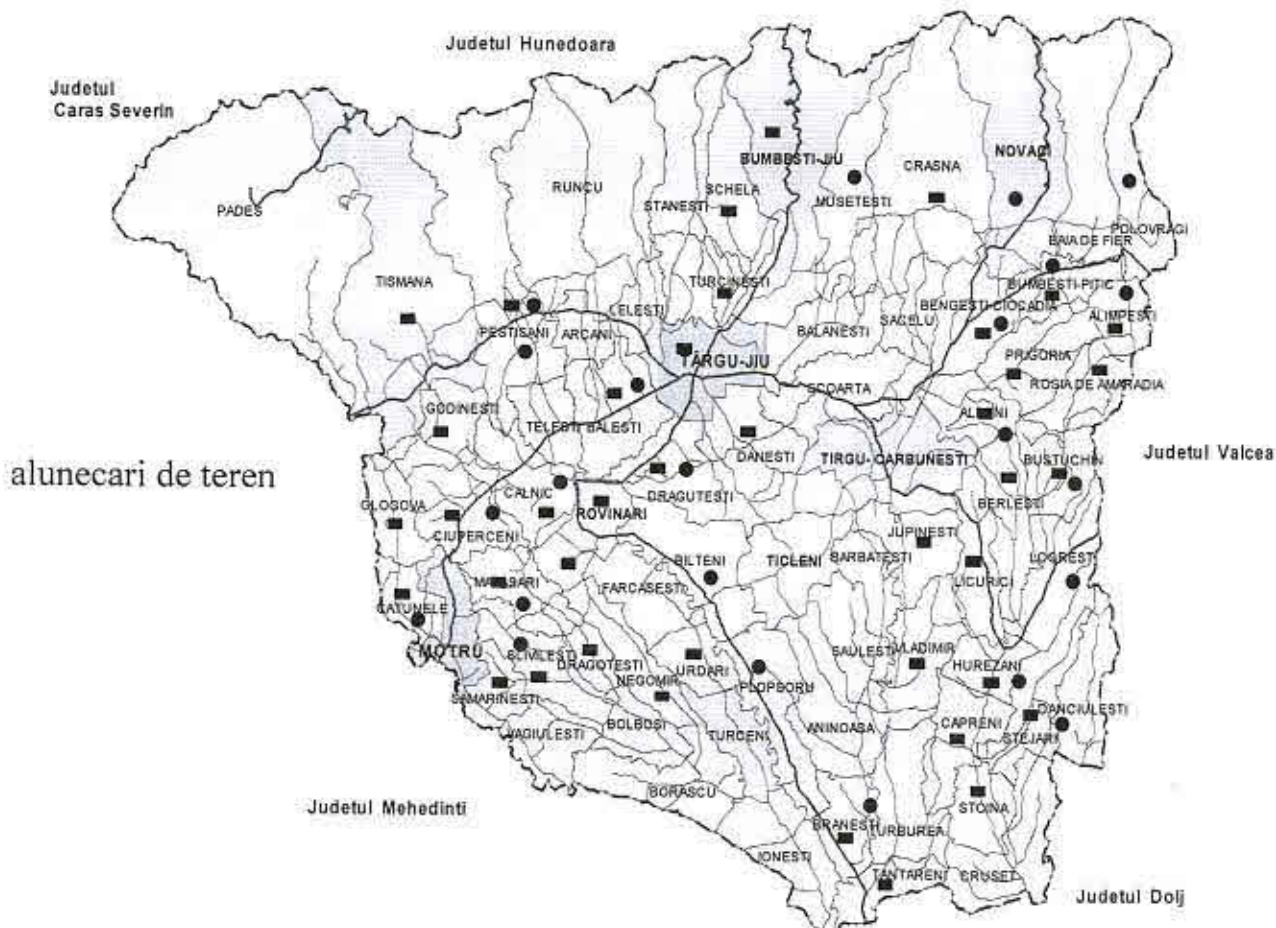 Judetul Hunedoara
Judetul
Caras Severin
BUMBESTI-JIU
NOVACI
CRASNA
RUNCU
SCHELA
STANESTI
MUSETESTI
PADES
POLOVRAGI
BAIA DE FIER
TISMANA
TURCINESTI
BUMBESTI-PITIC
BENGESTI-CIOCADIA
LELESTI
ALIMPESTI
SACELU
PESTISANI
ARCANI
BALANESTI
PRIGORIA
TÂRGU-JIU
ROSIA DE AMARADIA
SCOARTA
GODINESTI
TELESTI
BALESTI
DANESTI
TIRGU-CARBUNESTI
Judetul Valcea
BUSTUCHIN
alunecari de teren
CALNIC
DRAGUTESTI
BERLESTI
GLOGOVA
ROVINARI
CIUPERCENI
JUPINESTI
BILTENI
TICLENI
BARBATESTI
LOGRESTI
LICURICI
FARCASESTI
CATUNELE
MOTRU
SLIVILESTI
DRAGOTESTI
SAULESTI
VLADIMIR
HUREZANI
URDARI
NEGOMIR
PLOPSORU
SAMARINESTI
DANCIULESTI
BOLBOSI
ANINOASA
CAPRENI
VAGIULESTI
TURCENI
STEJARI
BORASCU
Judetul Mehedinti
STOINA
BRANESTI
TURBUREA
IONESTI
TANTARENI
CRUSET
Judetul Dolj